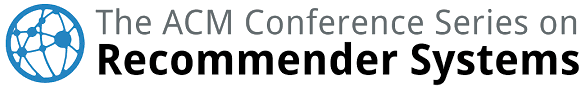 The ACM Conference Series on
Recommender Systems